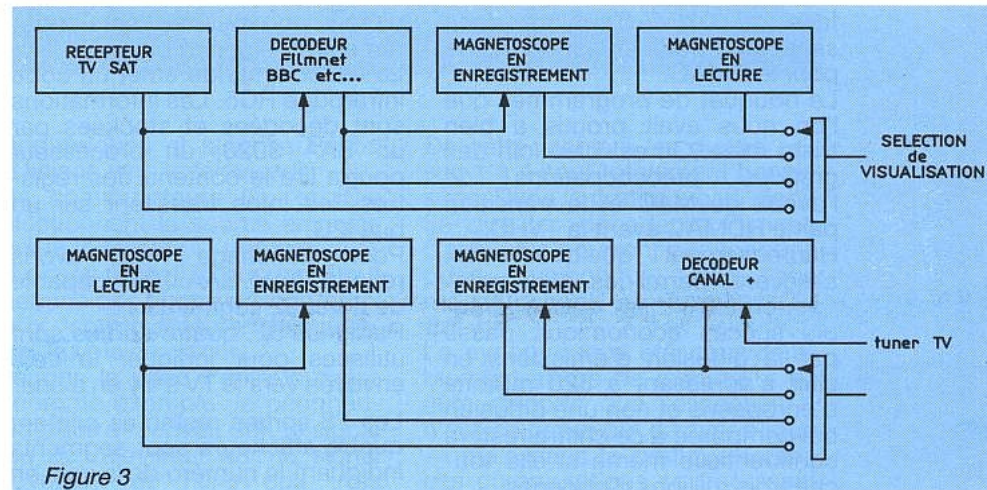 RECEPTEUR
TV SAT
DECODEUR
FIlmnet
BBC etc...
MAGNETOSCOPE
EN
ENREGISTREMENT
MAGNETOSCOPE
EN
LECTURE
SELECTION
de
VISUALISATION
MAGNETOSCOPE
EN
LECTURE
MAGNETOSCOPE
EN
ENREGISTREMENT
MAGNETOSCOPE
EN
ENREGISTREMENT
DECODEUR
CANAL +
tuner TV
Figure 3